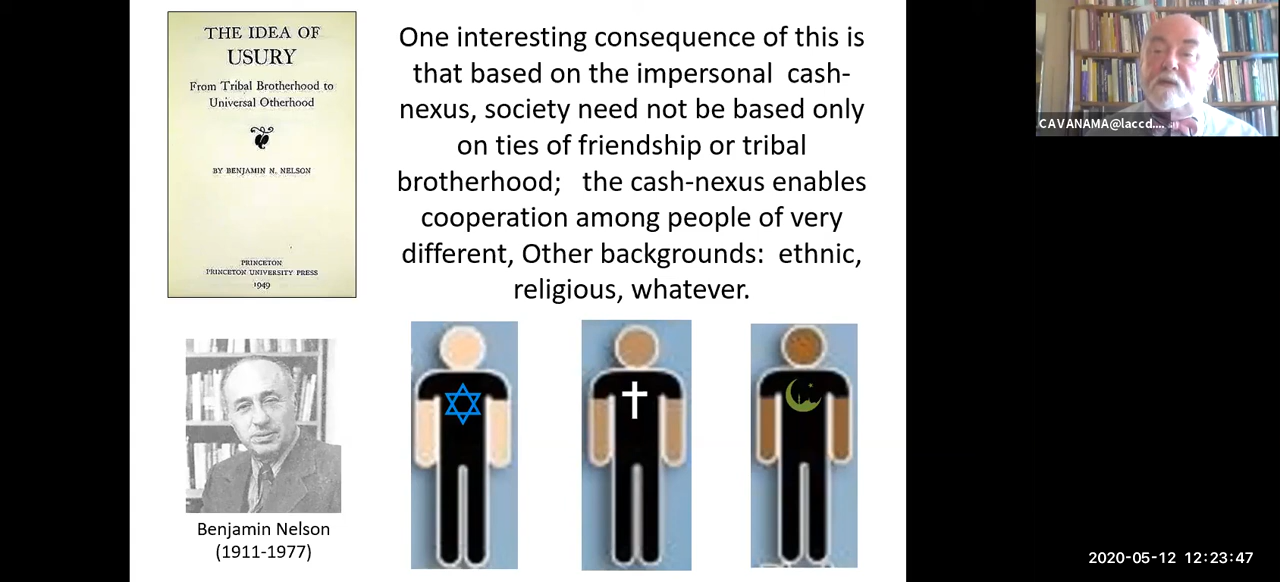 THE IDEA OF
USURY
From Tribal Brotherhood to
Universal Otherhood
BY BENJAMIN N. NELSON
PRINCETON
PRINCETON UNIVERSITY PRESS
1949
One interesting consequence of this is
that based on the impersonal cash-
nexus, society need not be based only
on ties of friendship or tribal
brotherhood; the cash-nexus enables
cooperation among people of very
different, Other backgrounds: ethnic,
religious, whatever.
Benjamin Nelson
(1911-1977)
CAVANAMA@laccd....
2020-05-12 12:23:47